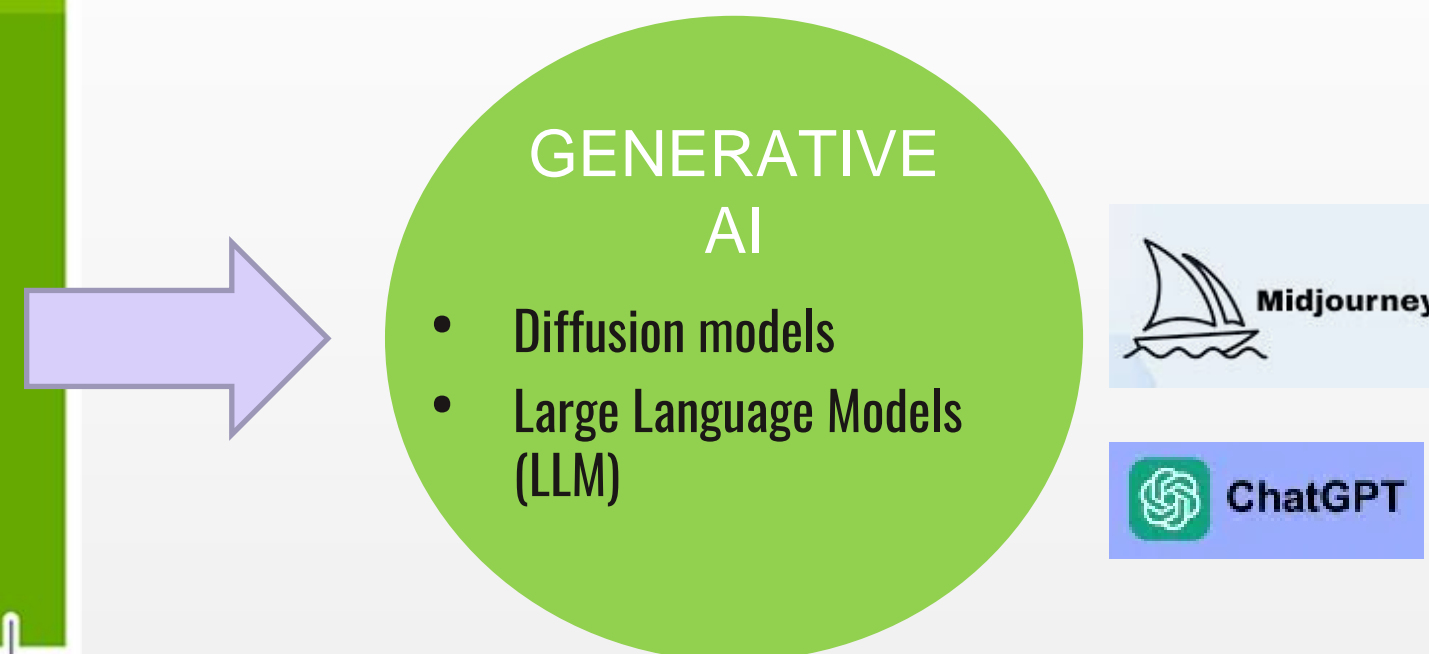 GENERATIVE
AI
• Diffusion models
• Large Language Models
(LLM)
Midjourney
ChatGPT